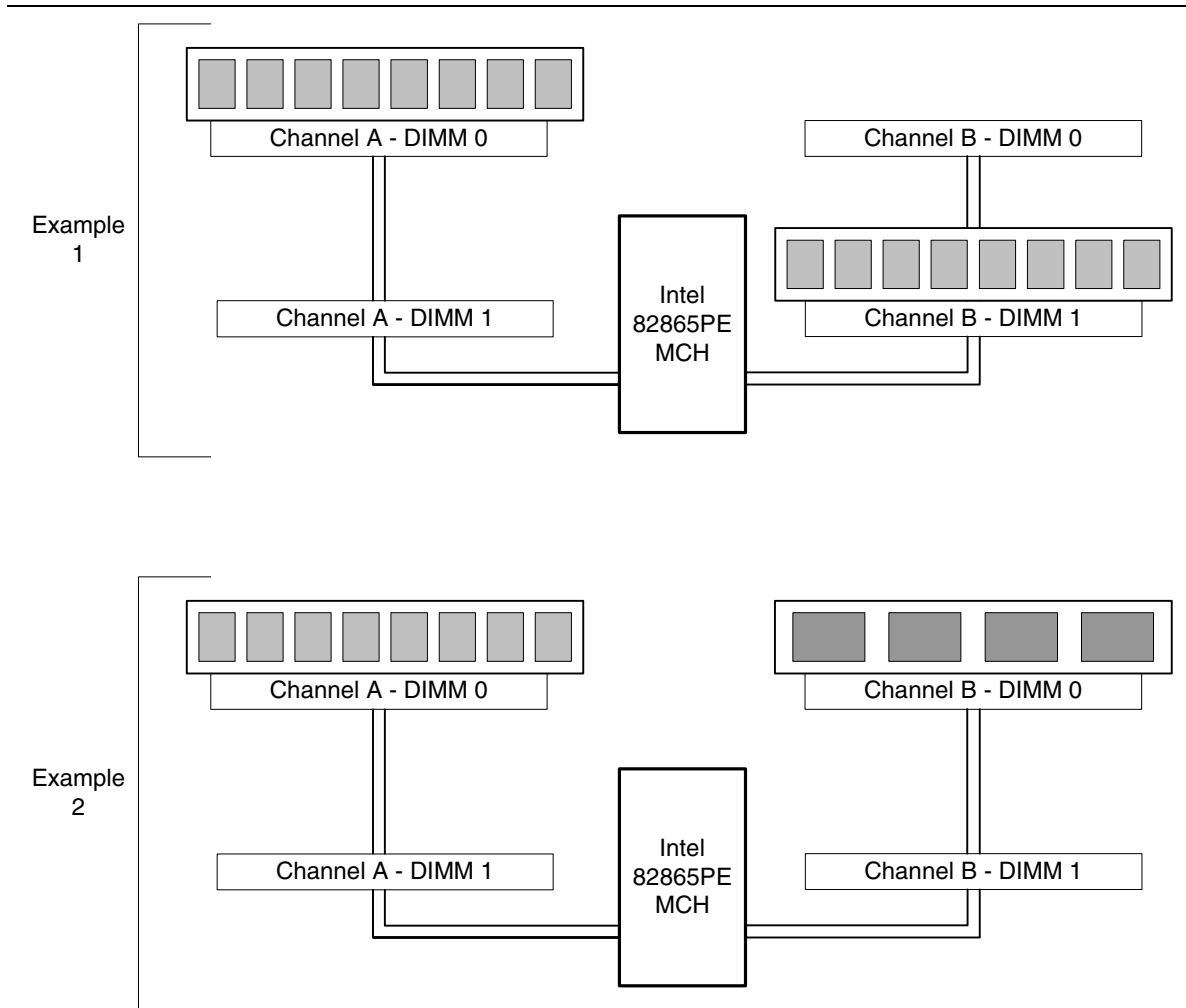 Channel A - DIMM 0
Channel B - DIMM 0
Example
1
Channel A - DIMM 1
Intel
82865PE
MCH
Channel B - DIMM 1
Channel A - DIMM 0
Channel B - DIMM 0
Example
2
Channel A - DIMM 1
Intel
82865PE
MCH
Channel B - DIMM 1